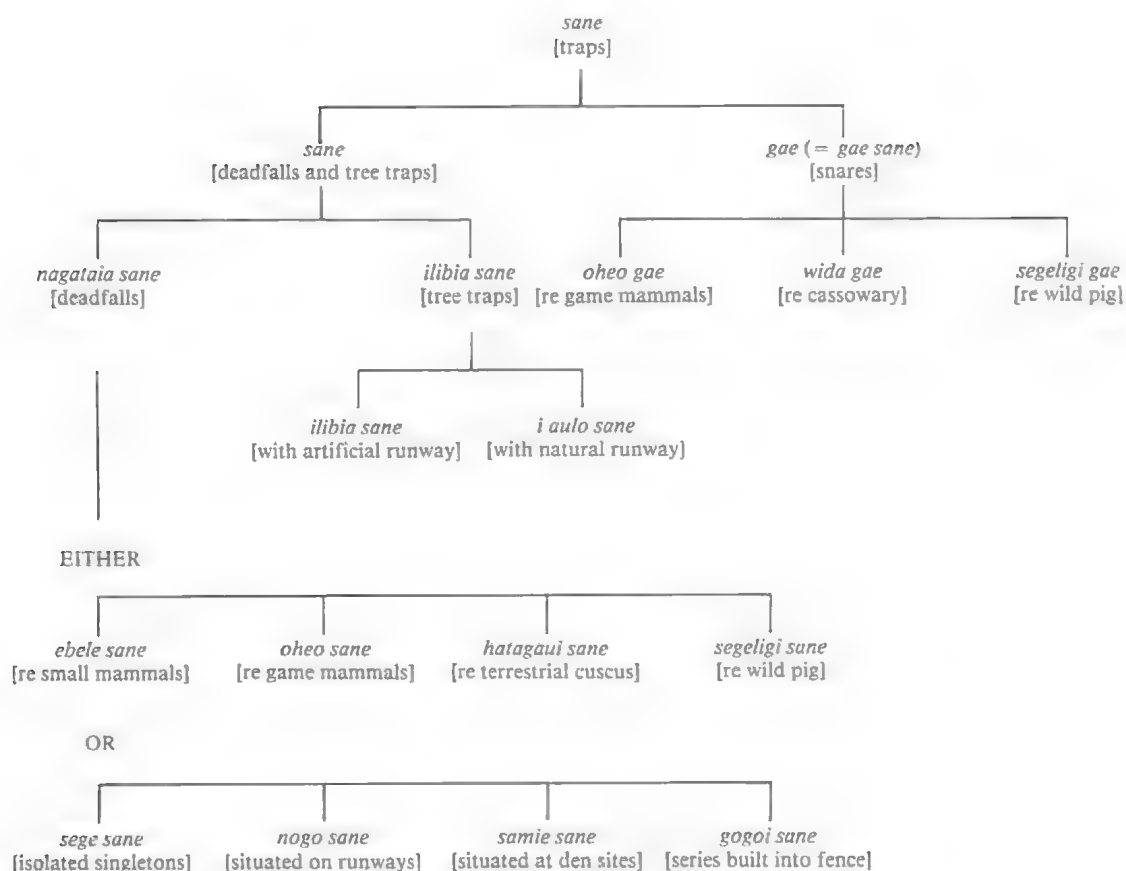 sane
[traps]
sane
[deadfalls and tree traps]
gae (= gae sane)
[snares]
nagataia sane
[deadfalls]
ilibia sane
[tree traps]
oheo gae
[re game mammals]
wida gae
[re cassowary]
segeligi gae
[re wild pig]
ilibia sane
[with artificial runway]
i aulo sane
[with natural runway]
EITHER
ebele sane
[re small mammals]
oheo sane
[re game mammals]
hatagaui sane
[re terrestrial cuscus]
segeligi sane
[re wild pig]
OR
sege sane
[isolated singletons]
nogo sane
[situated on runways]
samie sane
[situated at den sites]
gogoi sane
[series built into fence]